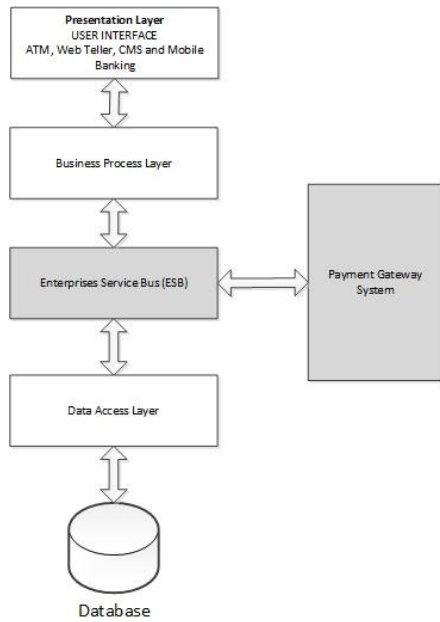 Presentation Layer
USER INTERFACE
ATM, Web Teller, CMS and Mobile
Banking
Business Process Layer
Enterprises Service Bus (ESB)
Payment Gateway
System
Data Access Layer
Database